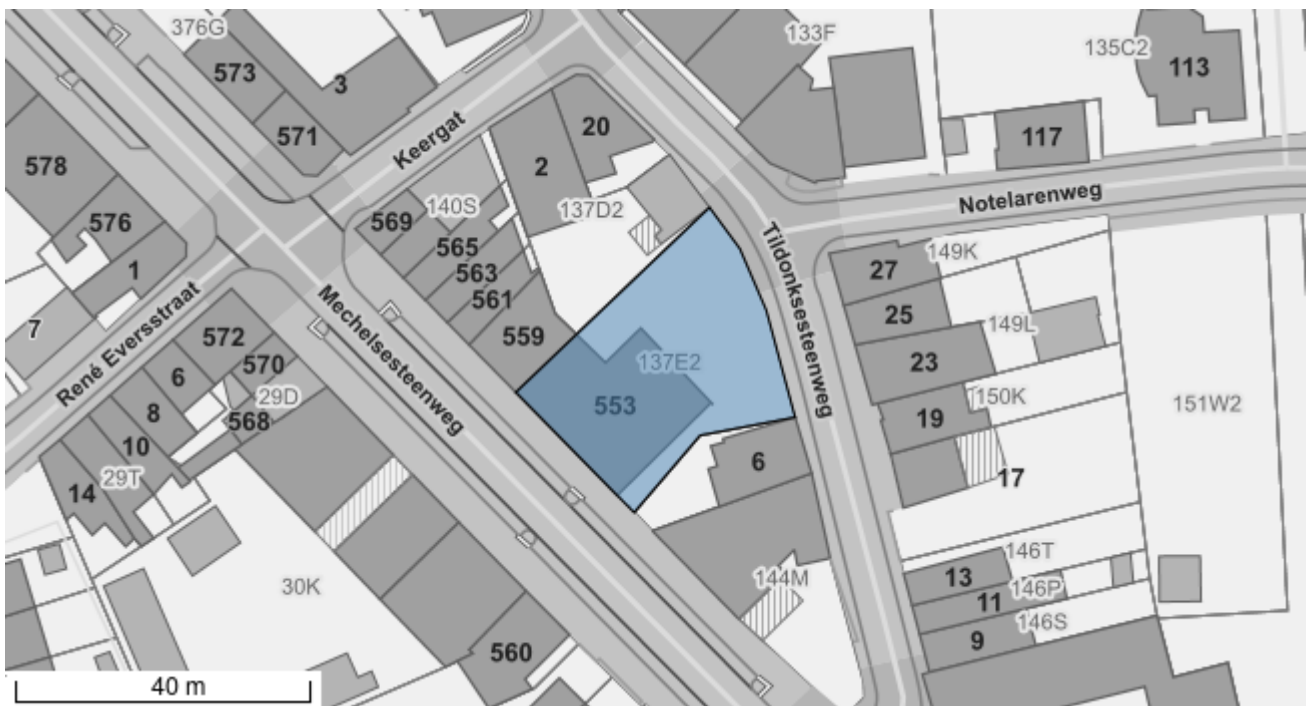 376G
573
3
571
578
576
1
7
René Eversstraat
572
6
8
10
570
29D
568
29T
14
30K
560
Mechelsesteenweg
Keergat
569
140S
565
563
561
559
2
20
137D2
137E2
553
6
144M
Tildonksesteenweg
133F
135C2
113
117
Notelarenweg
27
149K
25
149L
23
150K
19
17
151W2
146T
13
146P
11
146S
9
40 m